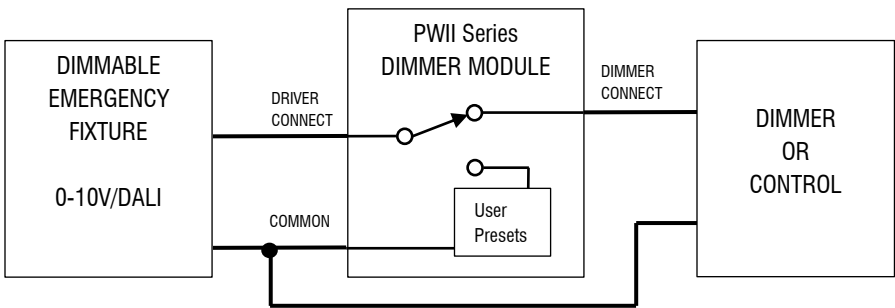 DIMMABLE
EMERGENCY
FIXTURE
0-10V/DALI
DRIVER
CONNECT
COMMON
PWII Series
DIMMER MODULE
User
Presets
DIMMER
CONNECT
DIMMER
OR
CONTROL